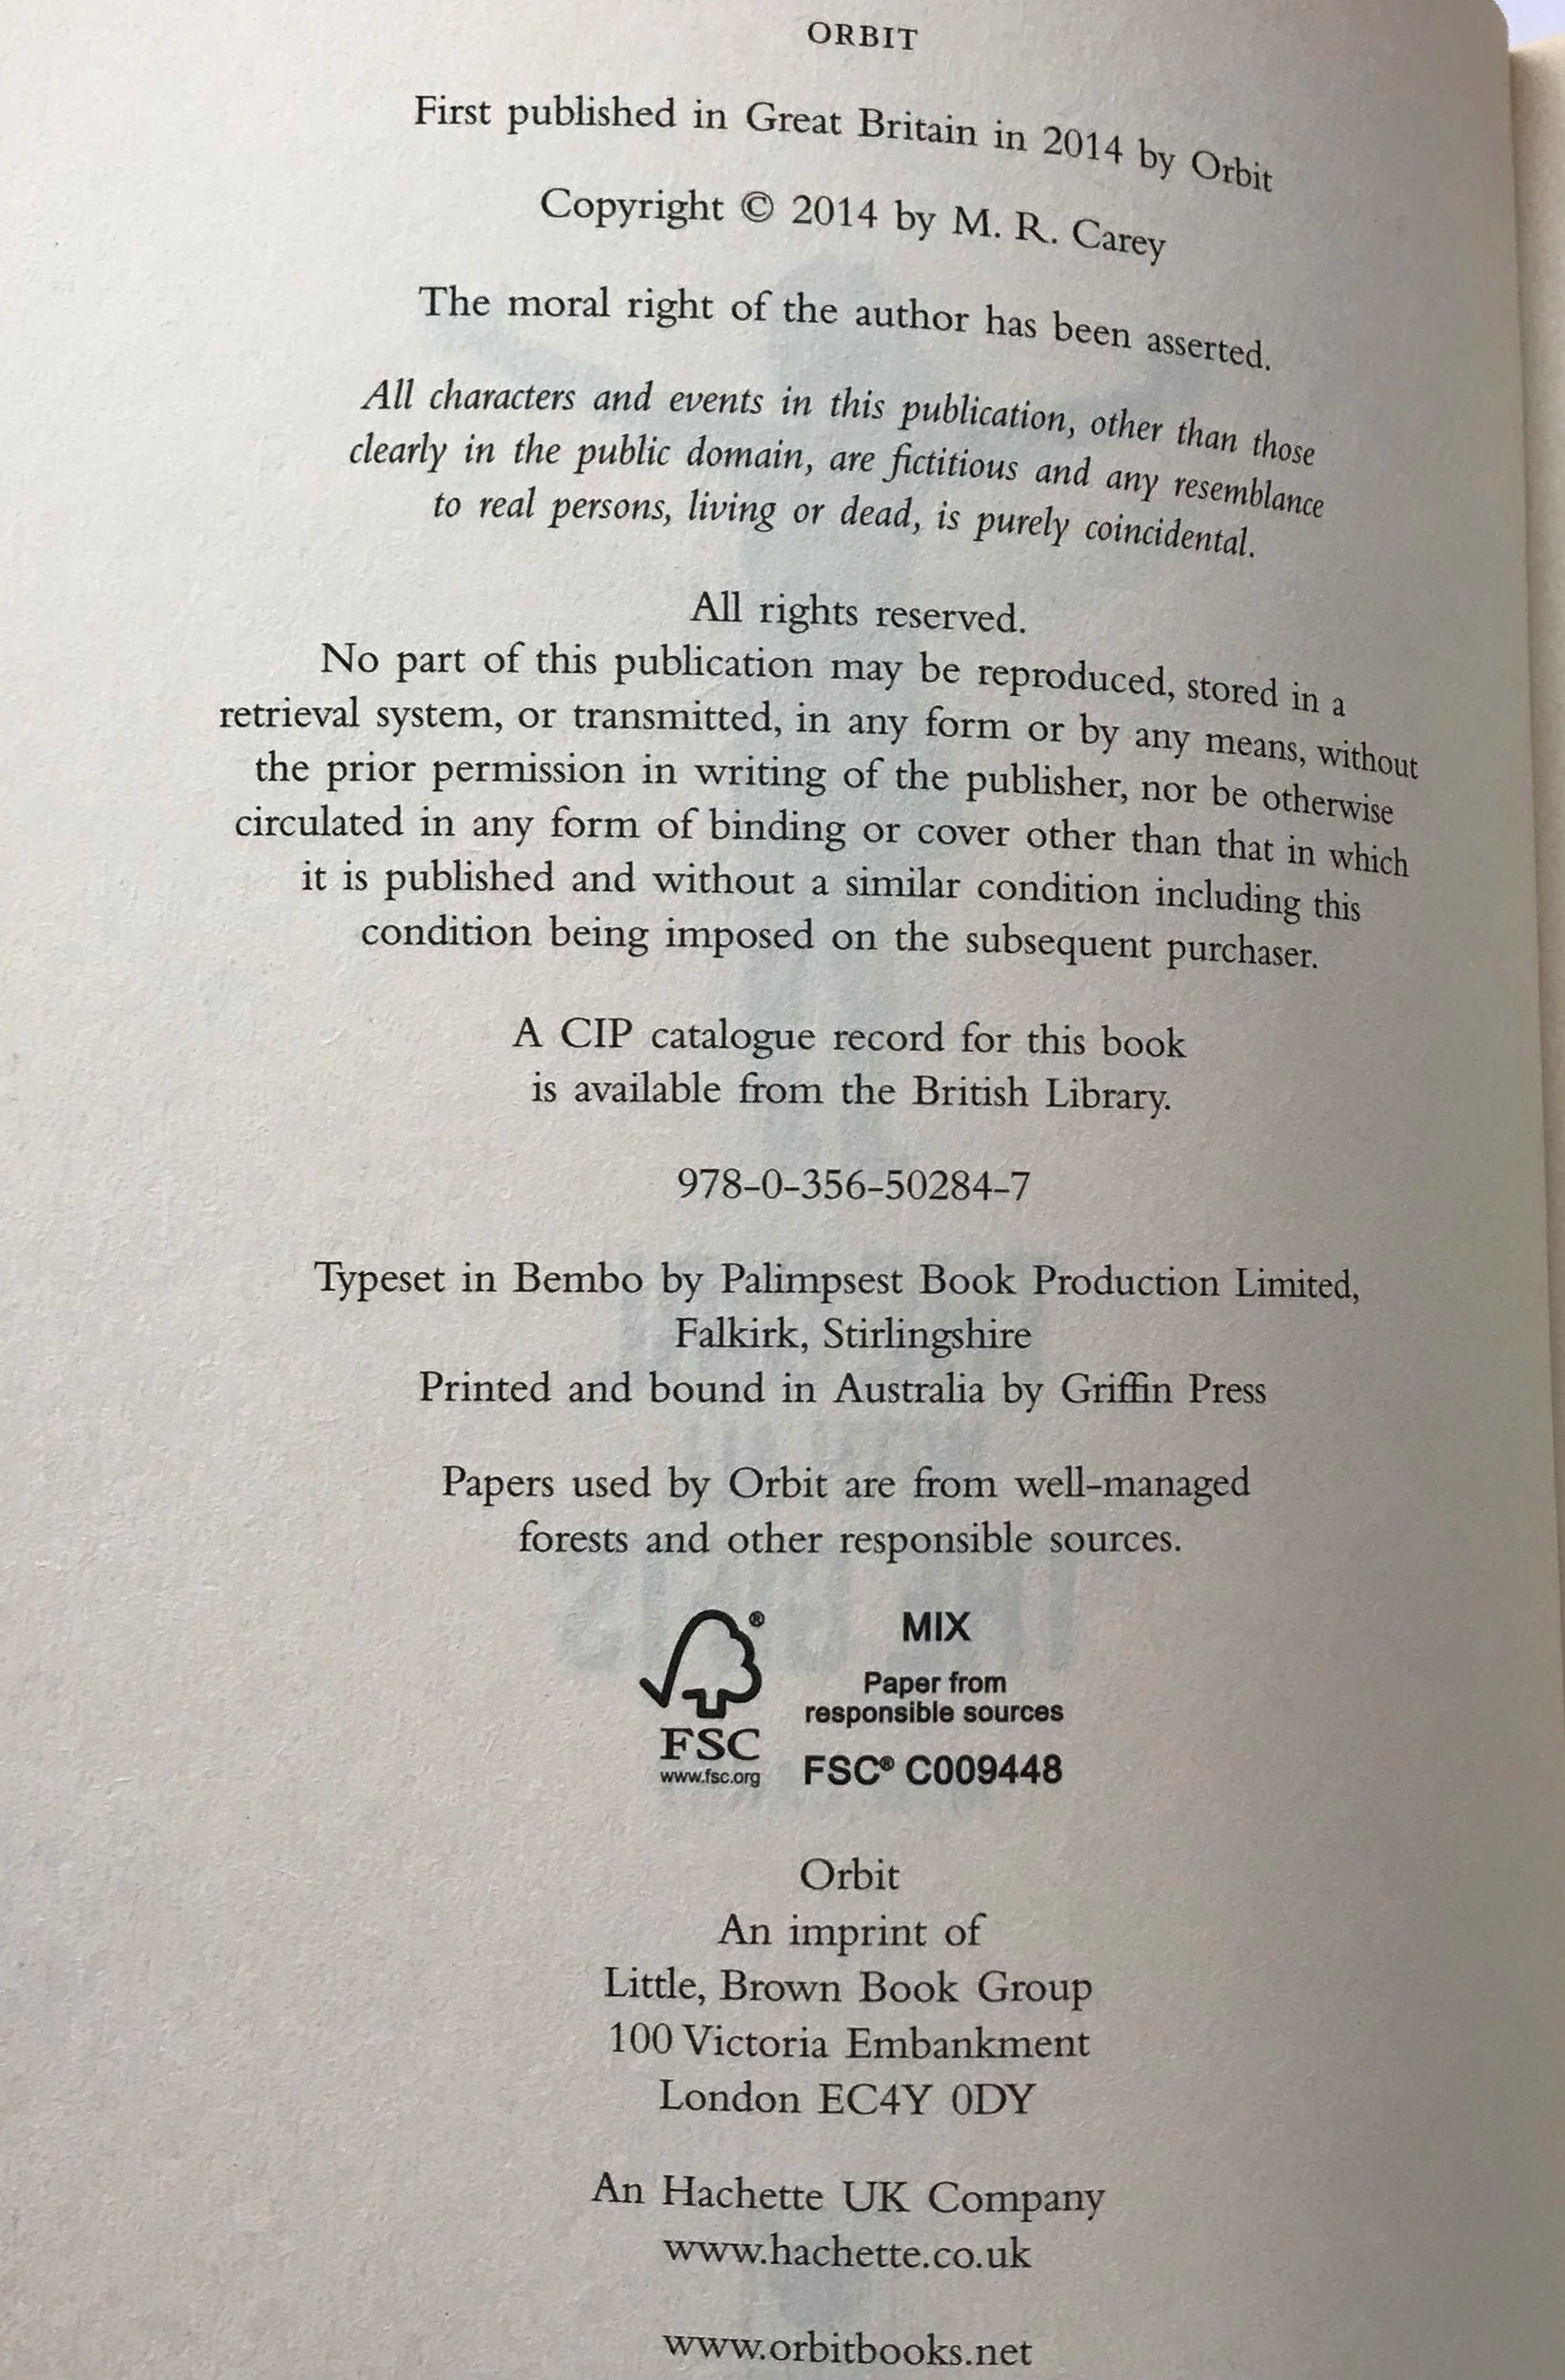 ORBIT
First published in Great Britain in 2014 by Orbit
Copyright © 2014 by M. R. Carey
The moral right of the author has been asserted.
All characters and events in this publication, other than those
clearly in the public domain, are fictitious and any resemblance
to real persons, living or dead, is purely coincidental.
All rights reserved.
No part of this publication may be reproduced, stored in a
retrieval system, or transmitted, in any form or by any means, without
the prior permission in writing of the publisher, nor be otherwise
circulated in any form of binding or cover other than that in which
it is published and without a similar condition including this
condition being imposed on the subsequent purchaser.
A CIP catalogue record for this book
is available from the British Library.
978-0-356-50284-7
Typeset in Bembo by Palimpsest Book Production Limited,
Falkirk, Stirlingshire
Printed and bound in Australia by Griffin Press
Papers used by Orbit are from well-managed
forests and other responsible sources.
®
FSC
www.fsc.org
MIX
Paper from
responsible sources
FSC® C009448
Orbit
An imprint of
Little, Brown Book Group
100 Victoria Embankment
London EC4Y 0DY
An Hachette UK Company
www.hachette.co.uk
www.orbitbooks.net